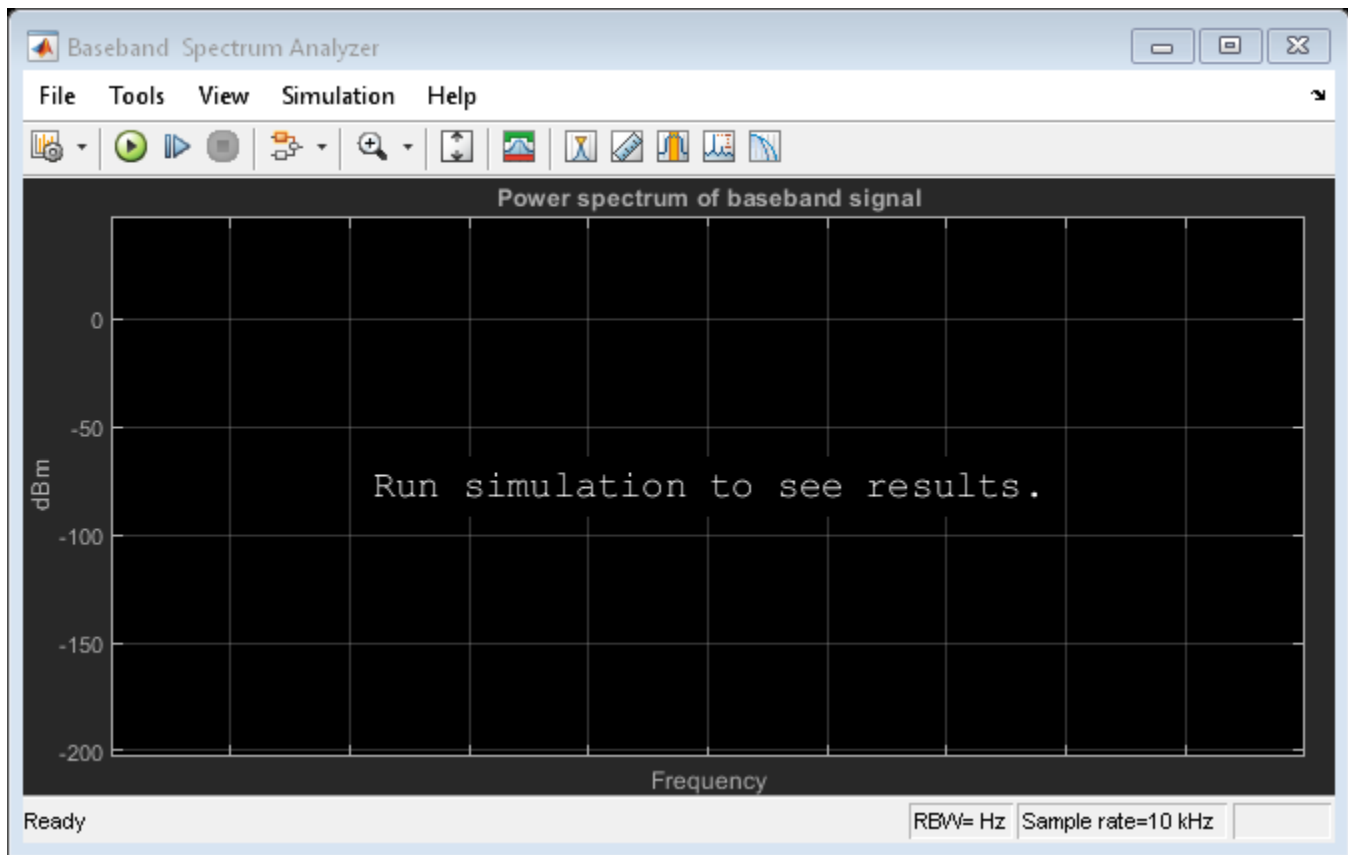 Baseband Spectrum Analyzer
File Tools View Simulation Help
Power spectrum of baseband signal
0
-50
dBm
Run simulation to see results.
-100
-150
-200
Frequency
Ready RBW= Hz Sample rate=10 kHz